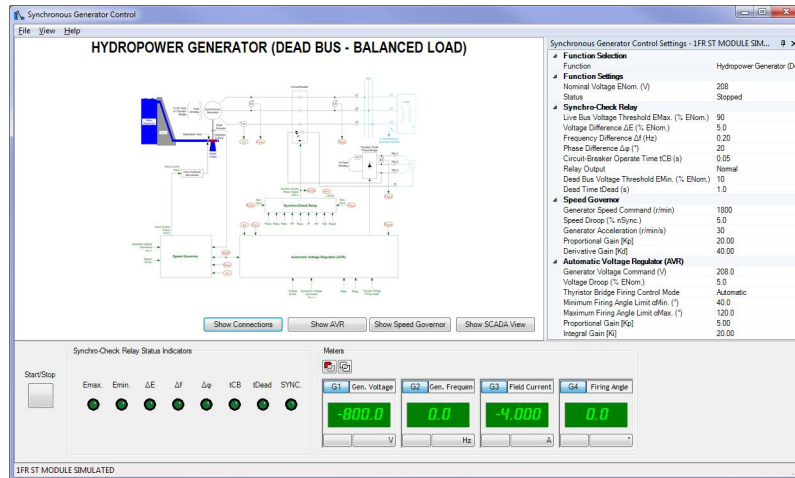 Synchronous Generator Control
File View Help
HYDROPOWER GENERATOR (DEAD BUS - BALANCED LOAD)
Circuit-Breaker
Synchro-Check Relay
Speed Governor
Automatic Voltage Regulator (AVR)
Show Connections
Show AVR
Show Speed Governor
Show SCADA View
Synchronous Generator Control Settings - 1FR ST MODULE SIM...
Function Selection
Function Hydropower Generator (De
Function Settings
Nominal Voltage ENom. (V) 208
Status Stopped
Synchro-Check Relay
Live Bus Voltage Threshold EMax. (% ENom.) 90
Voltage Difference ΔE (% ENom.) 5.0
Frequency Difference Δf (Hz) 0.20
Phase Difference Δφ (°) 20
Circuit-Breaker Operate Time tCB (s) 0.05
Relay Output Normal
Dead Bus Voltage Threshold EMin. (% ENom.) 10
Dead Time tDead (s) 1.0
Speed Governor
Generator Speed Command (r/min) 1800
Speed Droop (% nSync.) 5.0
Generator Acceleration (r/min/s) 30
Proportional Gain [Kp] 20.00
Derivative Gain [Kd] 40.00
Automatic Voltage Regulator (AVR)
Generator Voltage Command (V) 208.0
Voltage Droop (% ENom.) 5.0
Thyristor Bridge Firing Control Mode Automatic
Minimum Firing Angle Limit αMin. (°) 40.0
Maximum Firing Angle Limit αMax. (°) 120.0
Proportional Gain [Kp] 5.00
Integral Gain [Ki] 20.00
Start/Stop
Synchro-Check Relay Status Indicators
Emax. Emin. ΔE Δf Δφ tCB tDead SYNC.
Meters
G1 Gen. Voltage G2 Gen. Frequen G3 Field Current G4 Firing Angle
-800.0 0.0 -4.000 0.0
V Hz A °
1FR ST MODULE SIMULATED